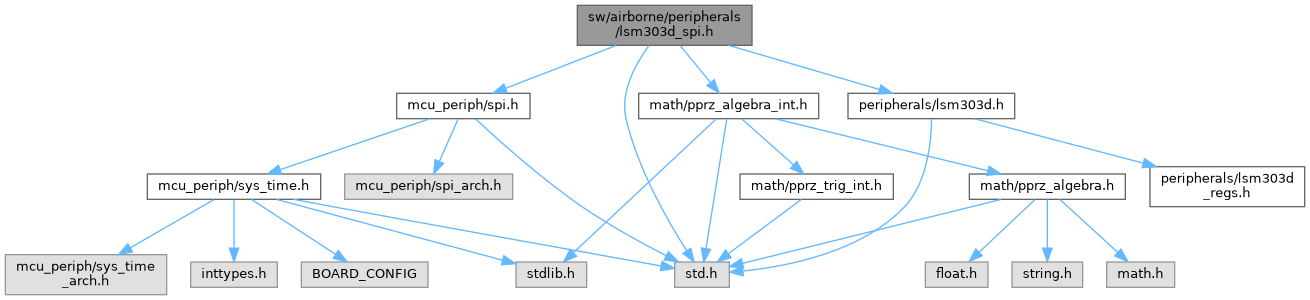 sw/airborne/peripherals
/lsm303d_spi.h
mcu_periph/spi.h
math/pprz_algebra_int.h
peripherals/lsm303d.h
mcu_periph/sys_time.h
mcu_periph/spi_arch.h
math/pprz_trig_int.h
math/pprz_algebra.h
peripherals/lsm303d
_regs.h
mcu_periph/sys_time
_arch.h
inttypes.h
BOARD_CONFIG
stdlib.h
std.h
float.h
string.h
math.h